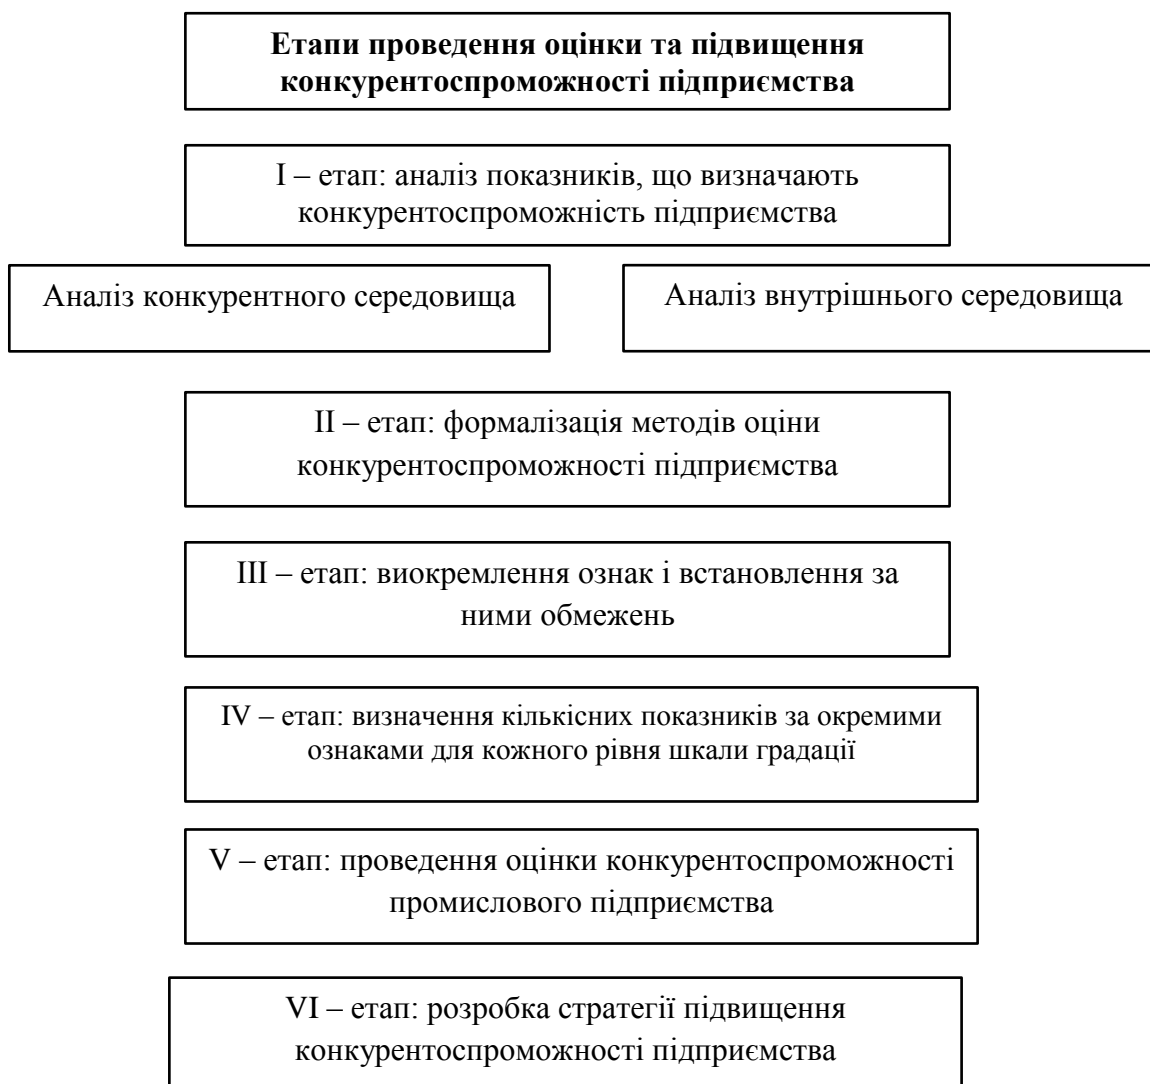 Етапи проведення оцінки та підвищення
конкурентоспроможності підприємства
I – етап: аналіз показників, що визначають
конкурентоспроможність підприємства
Аналіз конкурентного середовища
Аналіз внутрішнього середовища
II – етап: формалізація методів оціни
конкурентоспроможності підприємства
III – етап: виокремлення ознак і встановлення за
ними обмежень
IV – етап: визначення кількісних показників за окремими
ознаками для кожного рівня шкали градації
V – етап: проведення оцінки конкурентоспроможності
промислового підприємства
VI – етап: розробка стратегії підвищення
конкурентоспроможності підприємства